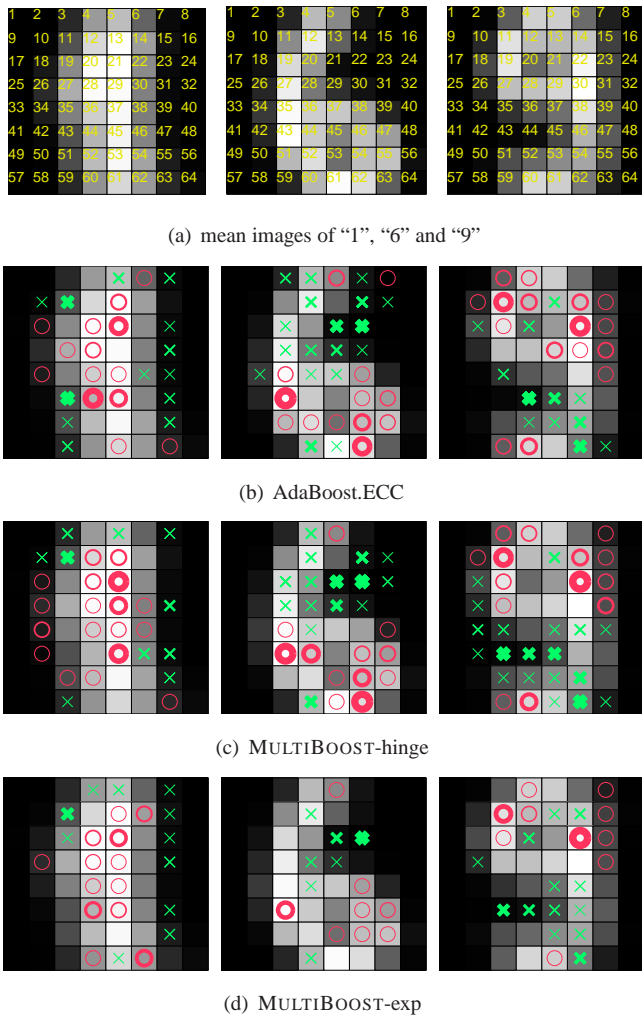 1 2 3 4 5 6 7 8 1 2 3 4 5 6 7 8 1 2 3 4 5 6 7 8
9 10 11 12 13 14 15 16 9 10 11 12 13 14 15 16 9 10 11 12 13 14 15 16
17 18 19 20 21 22 23 24 17 18 19 20 21 22 23 24 17 18 19 20 21 22 23 24
25 26 27 28 29 30 31 32 25 26 27 28 29 30 31 32 25 26 27 28 29 30 31 32
33 34 35 36 37 38 39 40 33 34 35 36 37 38 39 40 33 34 35 36 37 38 39 40
41 42 43 44 45 46 47 48 41 42 43 44 45 46 47 48 41 42 43 44 45 46 47 48
49 50 51 52 53 54 55 56 49 50 51 52 53 54 55 56 49 50 51 52 53 54 55 56
57 58 59 60 61 62 63 64 57 58 59 60 61 62 63 64 57 58 59 60 61 62 63 64
(a) mean images of “1”, “6” and “9”
(b) AdaBoost.ECC
(c) MULTIBOOST-hinge
(d) MULTIBOOST-exp